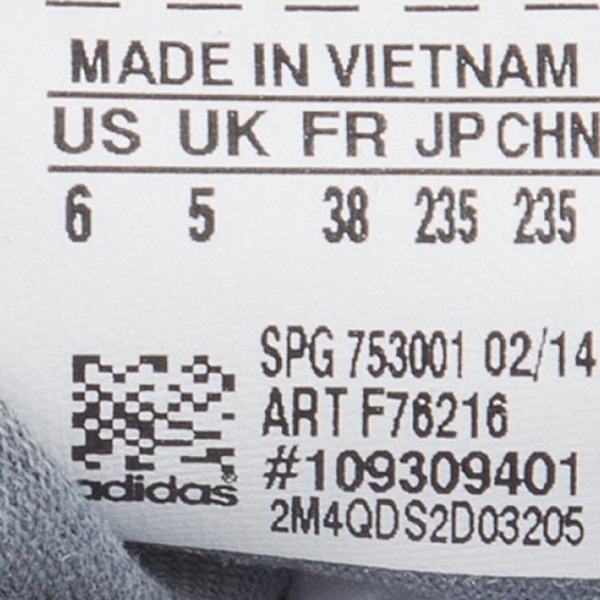 MADE IN VIETNAM
US UK FR JP CHN
6 5 38 235 235
SPG 753001 02/14
ART F76216
#109309401
adidas®
2M4QDS2D03205